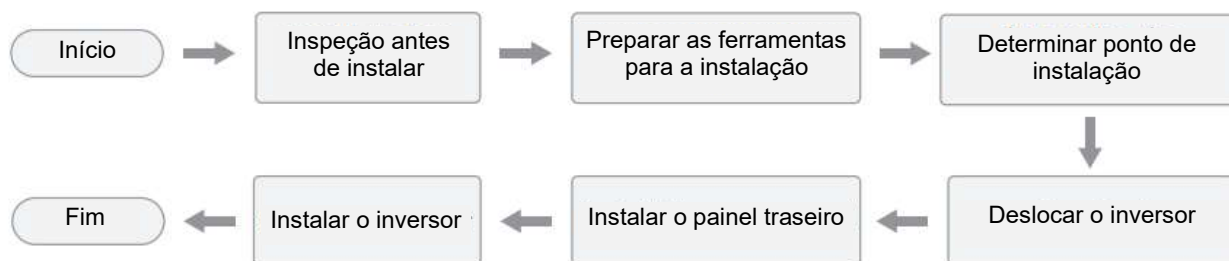 Início
Inspeção antes
de instalar
Preparar as ferramentas
para a instalação
Determinar ponto de
instalação
Deslocar o inversor
Instalar o painel traseiro
Instalar o inversor
Fim